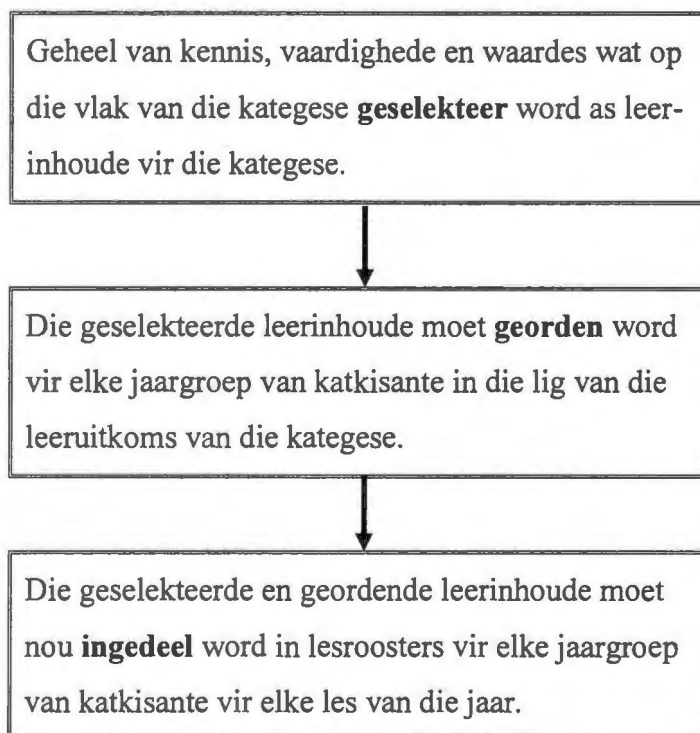 Geheel van kennis, vaardighede en waardes wat op
die vlak van die kategese geselekteer word as leer-
inhoude vir die kategese.
Die geselekteerde leerinhoude moet georden word
vir elke jaargroep van katkisante in die lig van die
leeruitkoms van die kategese.
Die geselekteerde en geordende leerinhoude moet
nou ingedeel word in lesroosters vir elke jaargroep
van katkisante vir elke les van die jaar.